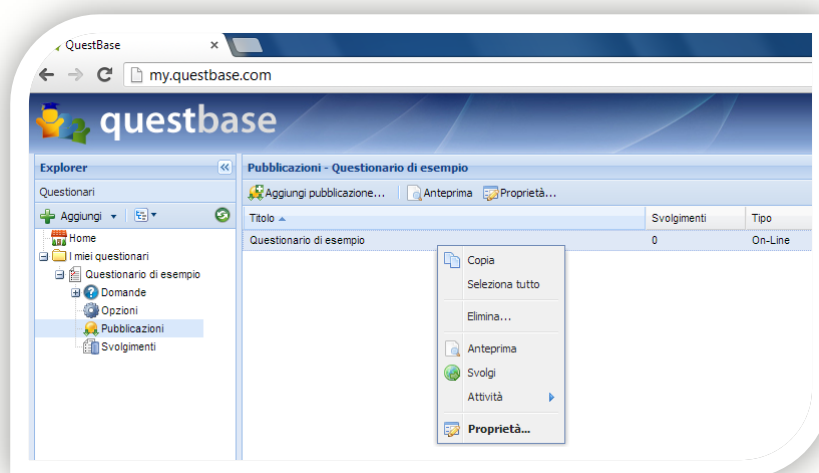 QuestBase
my.questbase.com
questbase
Explorer
Questionari
Aggiungi
Home
I miei questionari
Questionario di esempio
Domande
Opzioni
Pubblicazioni
Svolgimenti
Pubblicazioni - Questionario di esempio
Aggiungi pubblicazione... Anteprima Proprietà...
Titolo Svolgimenti Tipo
Questionario di esempio 0 On-Line
Copia
Seleziona tutto
Elimina...
Anteprima
Svolgi
Attività
Proprietà...